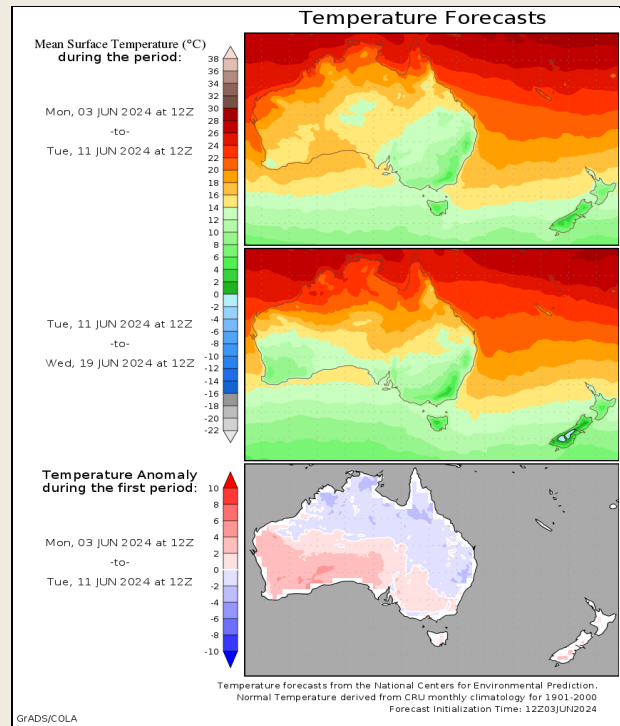 Temperature Forecasts
Mean Surface Temperature (°C)
during the period:
38
36
34
32
30
28
26
24
22
20
18
16
14
12
10
8
6
4
2
0
-2
-4
-6
-8
-10
-12
-14
-16
-18
-20
-22
Mon, 03 JUN 2024 at 12Z
-to-
Tue, 11 JUN 2024 at 12Z
Tue, 11 JUN 2024 at 12Z
-to-
Wed, 19 JUN 2024 at 12Z
Temperature Anomaly
during the first period:
10
8
6
4
2
0
-2
-4
-6
-8
-10
Mon, 03 JUN 2024 at 12Z
-to-
Tue, 11 JUN 2024 at 12Z
Temperature forecasts from the National Centers for Environmental Prediction.
Normal Temperature derived from CRU monthly climatology for 1901-2000
Forecast Initialization Time: 12Z03JUN2024
GrADS/COLA